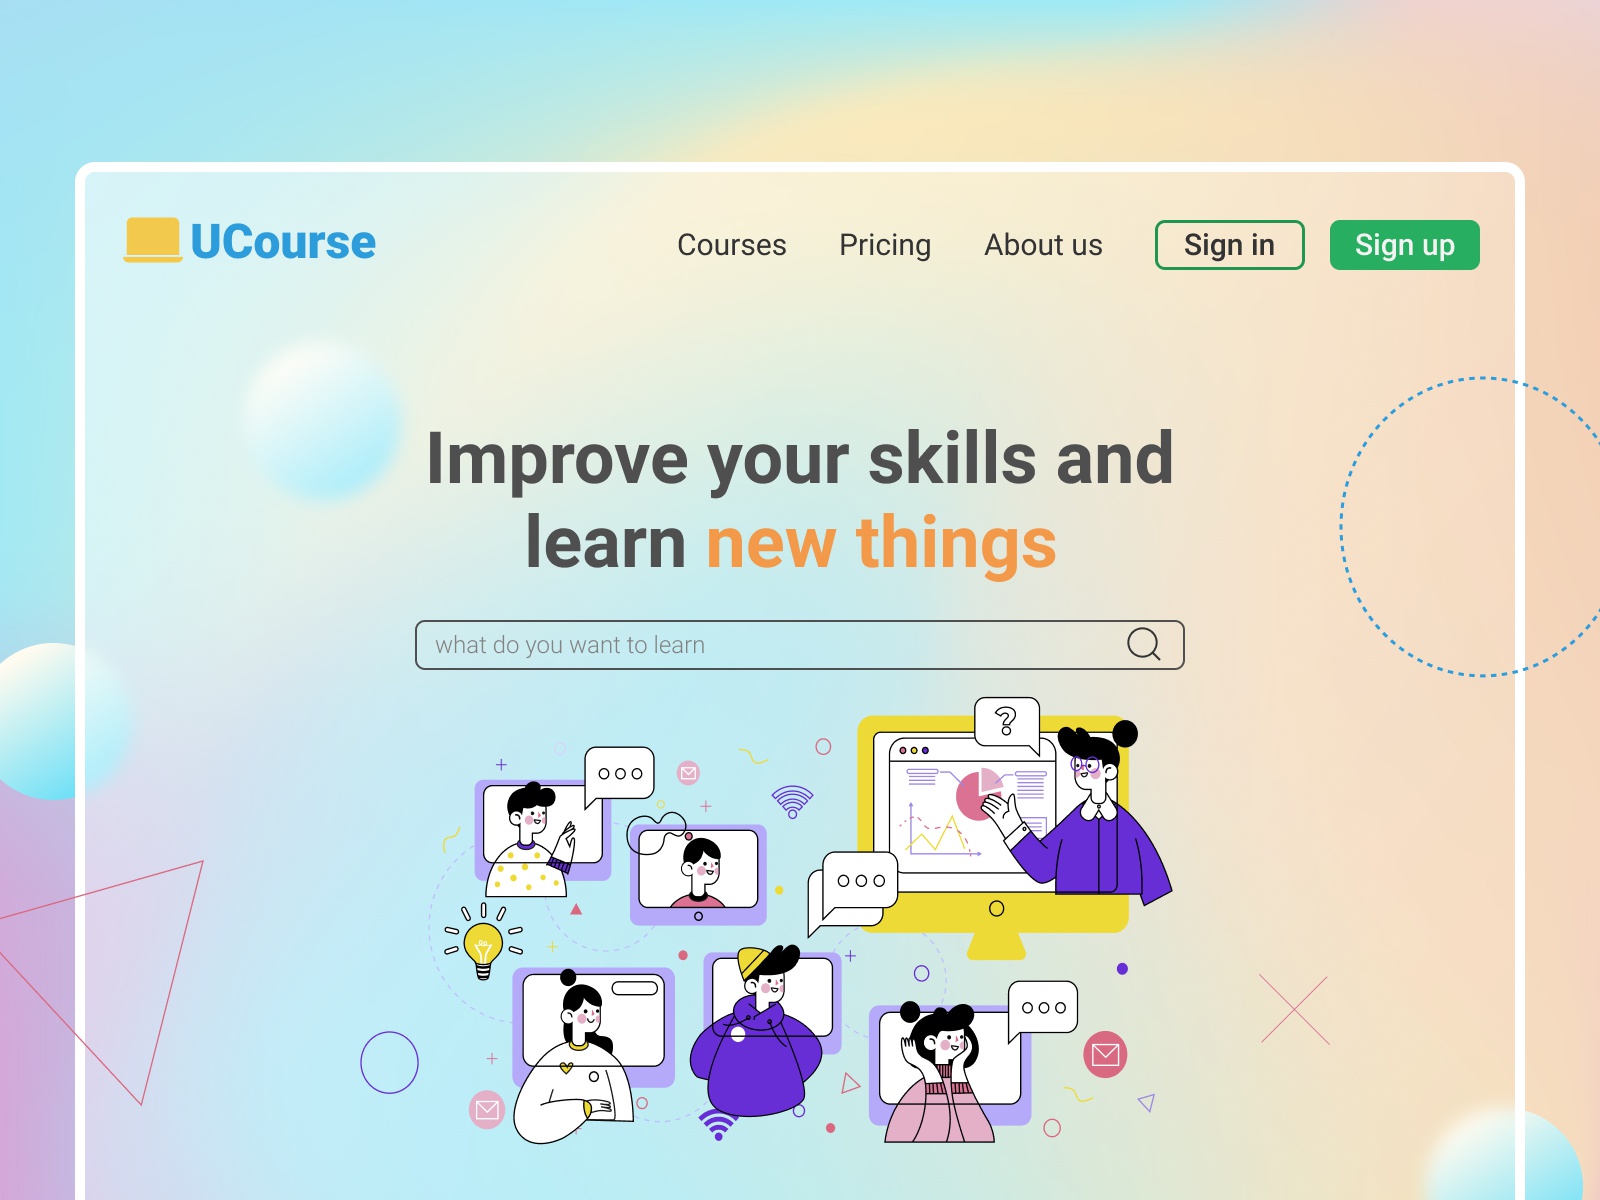 UCourse
Courses Pricing About us Sign in Sign up
Improve your skills and
learn new things
what do you want to learn
?